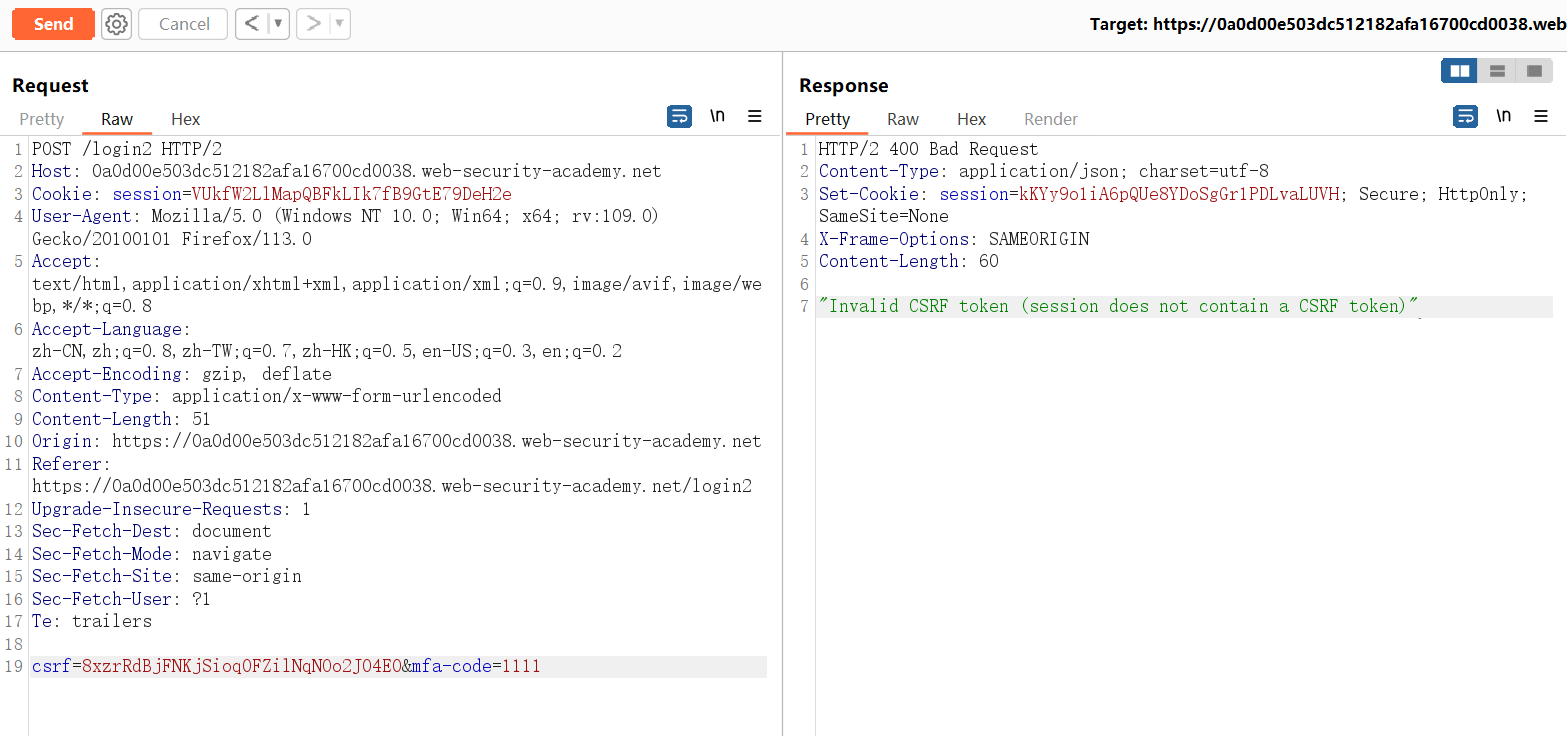 Send
Cancel
Target: https://0a0d00e503dc512182afa16700cd0038.web
Request
Pretty Raw Hex
\n
1 POST /login2 HTTP/2
2 Host: 0a0d00e503dc512182afa16700cd0038.web-security-academy.net
3 Cookie: session=VUkfW2LlMapQBFkLIk7fB9GtE79DeH2e
4 User-Agent: Mozilla/5.0 (Windows NT 10.0; Win64; x64; rv:109.0)
Gecko/20100101 Firefox/113.0
5 Accept:
text/html,application/xhtml+xml,application/xml;q=0.9,image/avif,image/we
bp,*/*;q=0.8
6 Accept-Language:
zh-CN,zh;q=0.8,zh-TW;q=0.7,zh-HK;q=0.5,en-US;q=0.3,en;q=0.2
7 Accept-Encoding: gzip, deflate
8 Content-Type: application/x-www-form-urlencoded
9 Content-Length: 51
10 Origin: https://0a0d00e503dc512182afa16700cd0038.web-security-academy.net
11 Referer:
https://0a0d00e503dc512182afa16700cd0038.web-security-academy.net/login2
12 Upgrade-Insecure-Requests: 1
13 Sec-Fetch-Dest: document
14 Sec-Fetch-Mode: navigate
15 Sec-Fetch-Site: same-origin
16 Sec-Fetch-User: ?1
17 Te: trailers
18
19 csrf=8xzrRdBjFNKjSioqOFZilNqNOo2J04EO&mfa-code=1111
Response
Pretty Raw Hex Render
\n
1 HTTP/2 400 Bad Request
2 Content-Type: application/json; charset=utf-8
3 Set-Cookie: session=kKYy9o1iA6pQUe8YDoSgGr1PDLvaLUVH; Secure; HttpOnly;
SameSite=None
4 X-Frame-Options: SAMEORIGIN
5 Content-Length: 60
6
7 "Invalid CSRF token (session does not contain a CSRF token)"